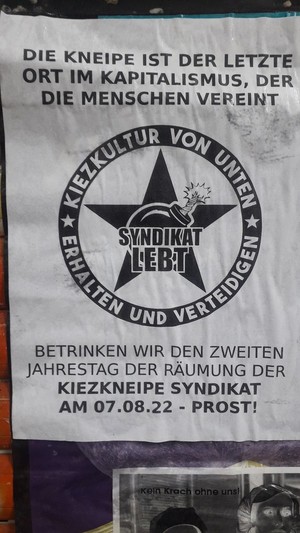 DIE KNEIPE IST DER LETZTE
ORT IM KAPITALISMUS, DER
DIE MENSCHEN VEREINT
KIEZKULTUR VON UNTEN
SYNDIKAT
LEBT
ERHALTEN UND VERTEIDIGEN
BETRINKEN WIR DEN ZWEITEN
JAHRESTAG DER RÄUMUNG DER
KIEZKNEIPE SYNDIKAT
AM 07.08.22 - PROST!
Kein Krach ohne uns!